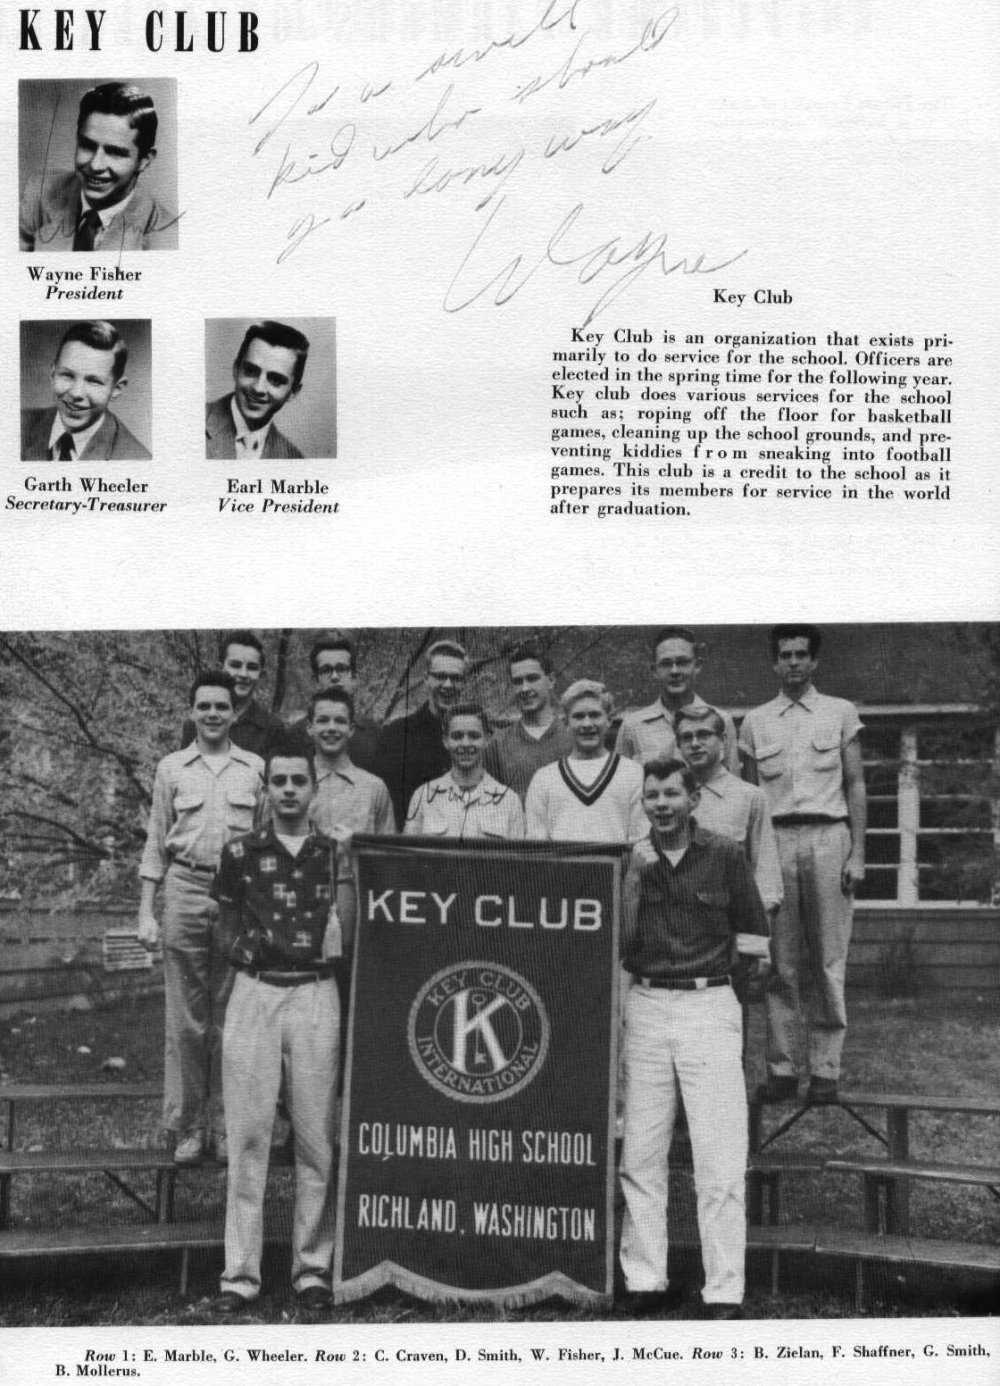 KEY CLUB
To a swell
kid who should
go a long way
Wayne
Wayne
Wayne Fisher
President
Garth Wheeler
Secretary-Treasurer
Earl Marble
Vice President
Key Club
Key Club is an organization that exists pri-
marily to do service for the school. Officers are
elected in the spring time for the following year.
Key club does various services for the school
such as; roping off the floor for basketball
games, cleaning up the school grounds, and pre-
venting kiddies from sneaking into football
games. This club is a credit to the school as it
prepares its members for service in the world
after graduation.
KEY CLUB
KEY CLUB
K
INTERNATIONAL
COLUMBIA HIGH SCHOOL
RICHLAND, WASHINGTON
Row 1: E. Marble, G. Wheeler. Row 2: C. Craven, D. Smith, W. Fisher, J. McCue. Row 3: B. Zielan, F. Shaffner, G. Smith,
B. Mollerus.